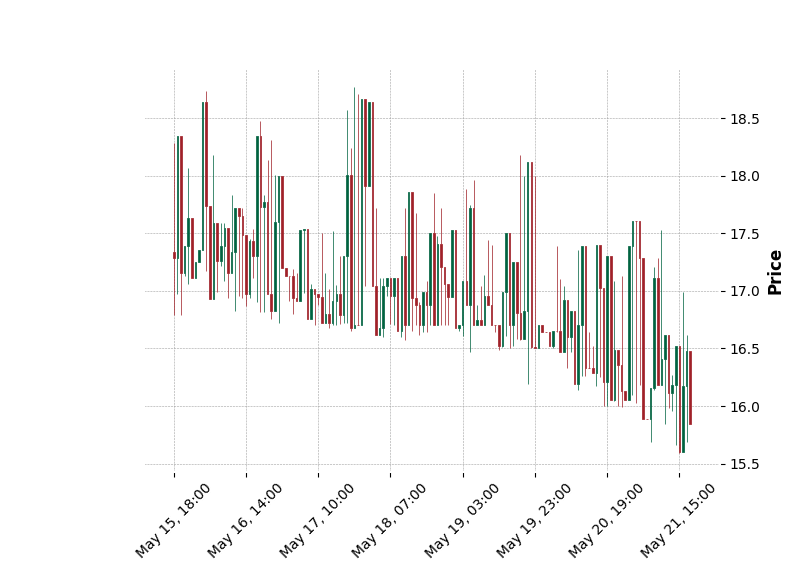 18.5
18.0
17.5
17.0
16.5
16.0
15.5
Price
May 15, 18:00
May 16, 14:00
May 17, 10:00
May 18, 07:00
May 19, 03:00
May 19, 23:00
May 20, 19:00
May 21, 15:00